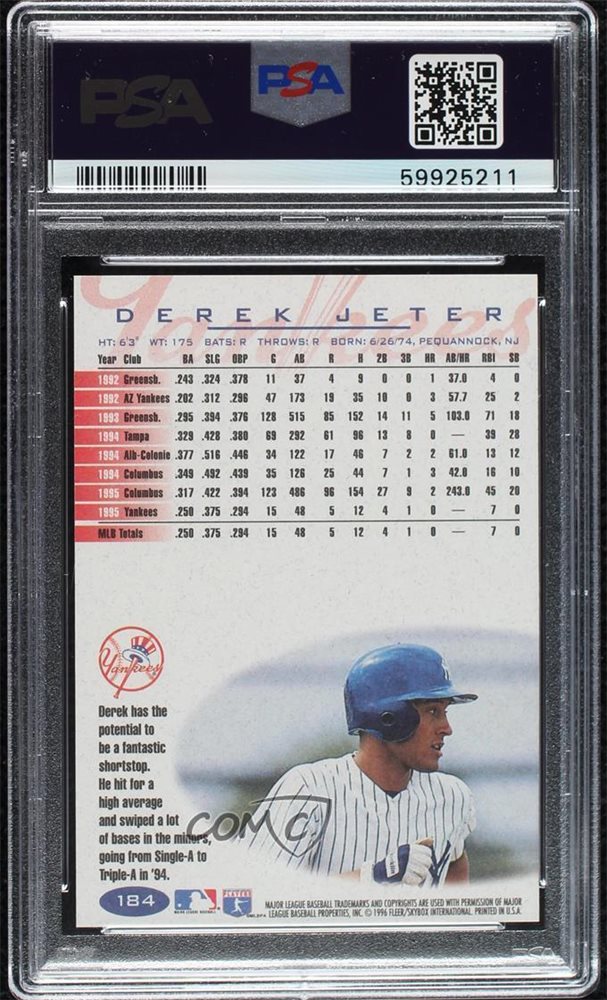 PSA
PSA
59925211
Yankees
DEREK JETER
HT: 6'3" WT: 175 BATS: R THROWS: R BORN: 6/26/74, PEQUANNOCK, NJ
Year Club BA SLG OBP G AB R H 2B 3B HR AB/HR RBI SB
1992 Greensb. .243 .324 .378 11 37 4 9 0 0 1 37.0 4 0
1992 AZ Yankees .202 .312 .296 47 173 19 35 10 0 3 57.7 25 2
1993 Greensb. .295 .394 .376 128 515 85 152 14 11 5 103.0 71 18
1994 Tampa .329 .428 .380 69 292 61 96 13 8 0 — 39 28
1994 Alb-Colonie .377 .516 .446 34 122 17 46 7 2 2 61.0 13 12
1994 Columbus .349 .492 .439 35 126 25 44 7 1 3 42.0 16 10
1995 Columbus .317 .422 .394 123 486 96 154 27 9 2 243.0 45 20
1995 Yankees .250 .375 .294 15 48 5 12 4 1 0 — 7 0
MLB Totals .250 .375 .294 15 48 5 12 4 1 0 — 7 0
Yankees
Derek has the
potential to
be a fantastic
shortstop.
He hit for a
high average
and swiped a lot
of bases in the minors,
going from Single-A to
Triple-A in '94.
COMC
184
MAJOR LEAGUE BASEBALL
PLAYERS
©MLBPA
MAJOR LEAGUE BASEBALL TRADEMARKS AND COPYRIGHTS ARE USED WITH PERMISSION OF MAJOR
LEAGUE BASEBALL PROPERTIES, INC. © 1996 FLEER/SKYBOX INTERNATIONAL. PRINTED IN U.S.A.